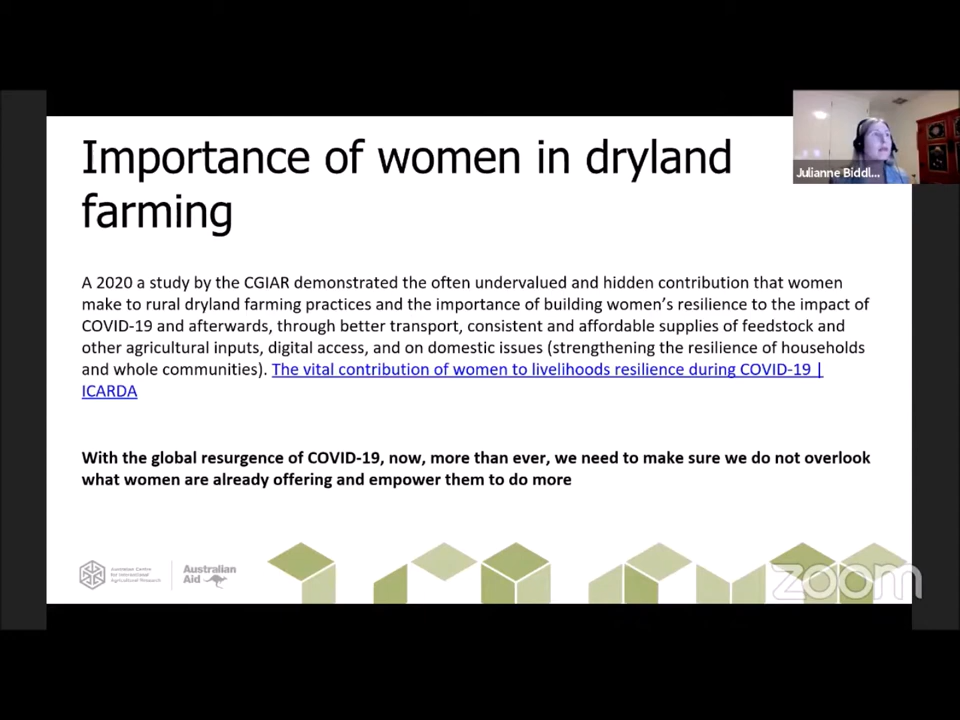 Importance of women in dryland
farming
Julianne Biddl...
A 2020 a study by the CGIAR demonstrated the often undervalued and hidden contribution that women
make to rural dryland farming practices and the importance of building women's resilience to the impact of
COVID-19 and afterwards, through better transport, consistent and affordable supplies of feedstock and
other agricultural inputs, digital access, and on domestic issues (strengthening the resilience of households
and whole communities). The vital contribution of women to livelihoods resilience during COVID-19 |
ICARDA
With the global resurgence of COVID-19, now, more than ever, we need to make sure we do not overlook
what women are already offering and empower them to do more
Australian Centre
for International
Agricultural Research
Australian
Aid
zoom